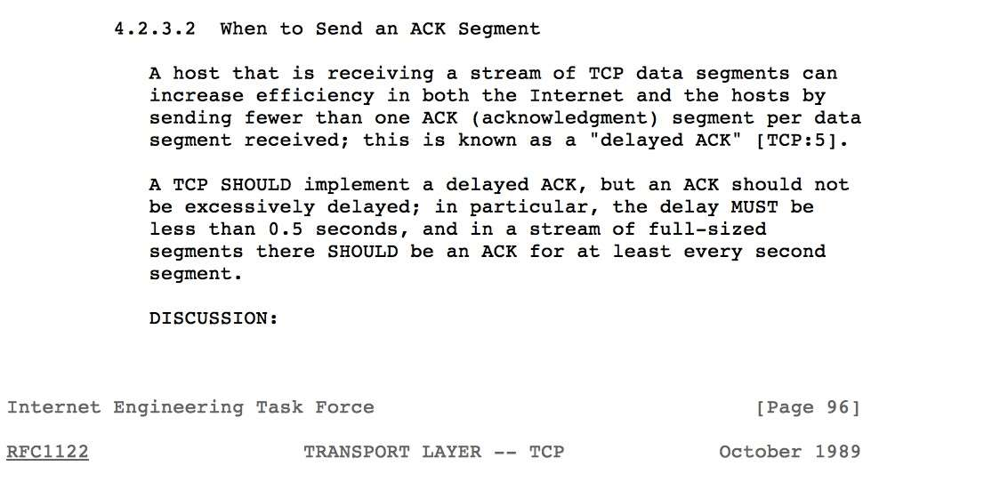 4.2.3.2  When to Send an ACK Segment
A host that is receiving a stream of TCP data segments can
increase efficiency in both the Internet and the hosts by
sending fewer than one ACK (acknowledgment) segment per data
segment received; this is known as a "delayed ACK" [TCP:5].
A TCP SHOULD implement a delayed ACK, but an ACK should not
be excessively delayed; in particular, the delay MUST be
less than 0.5 seconds, and in a stream of full-sized
segments there SHOULD be an ACK for at least every second
segment.
DISCUSSION:
Internet Engineering Task Force [Page 96]
RFC1122 TRANSPORT LAYER -- TCP October 1989